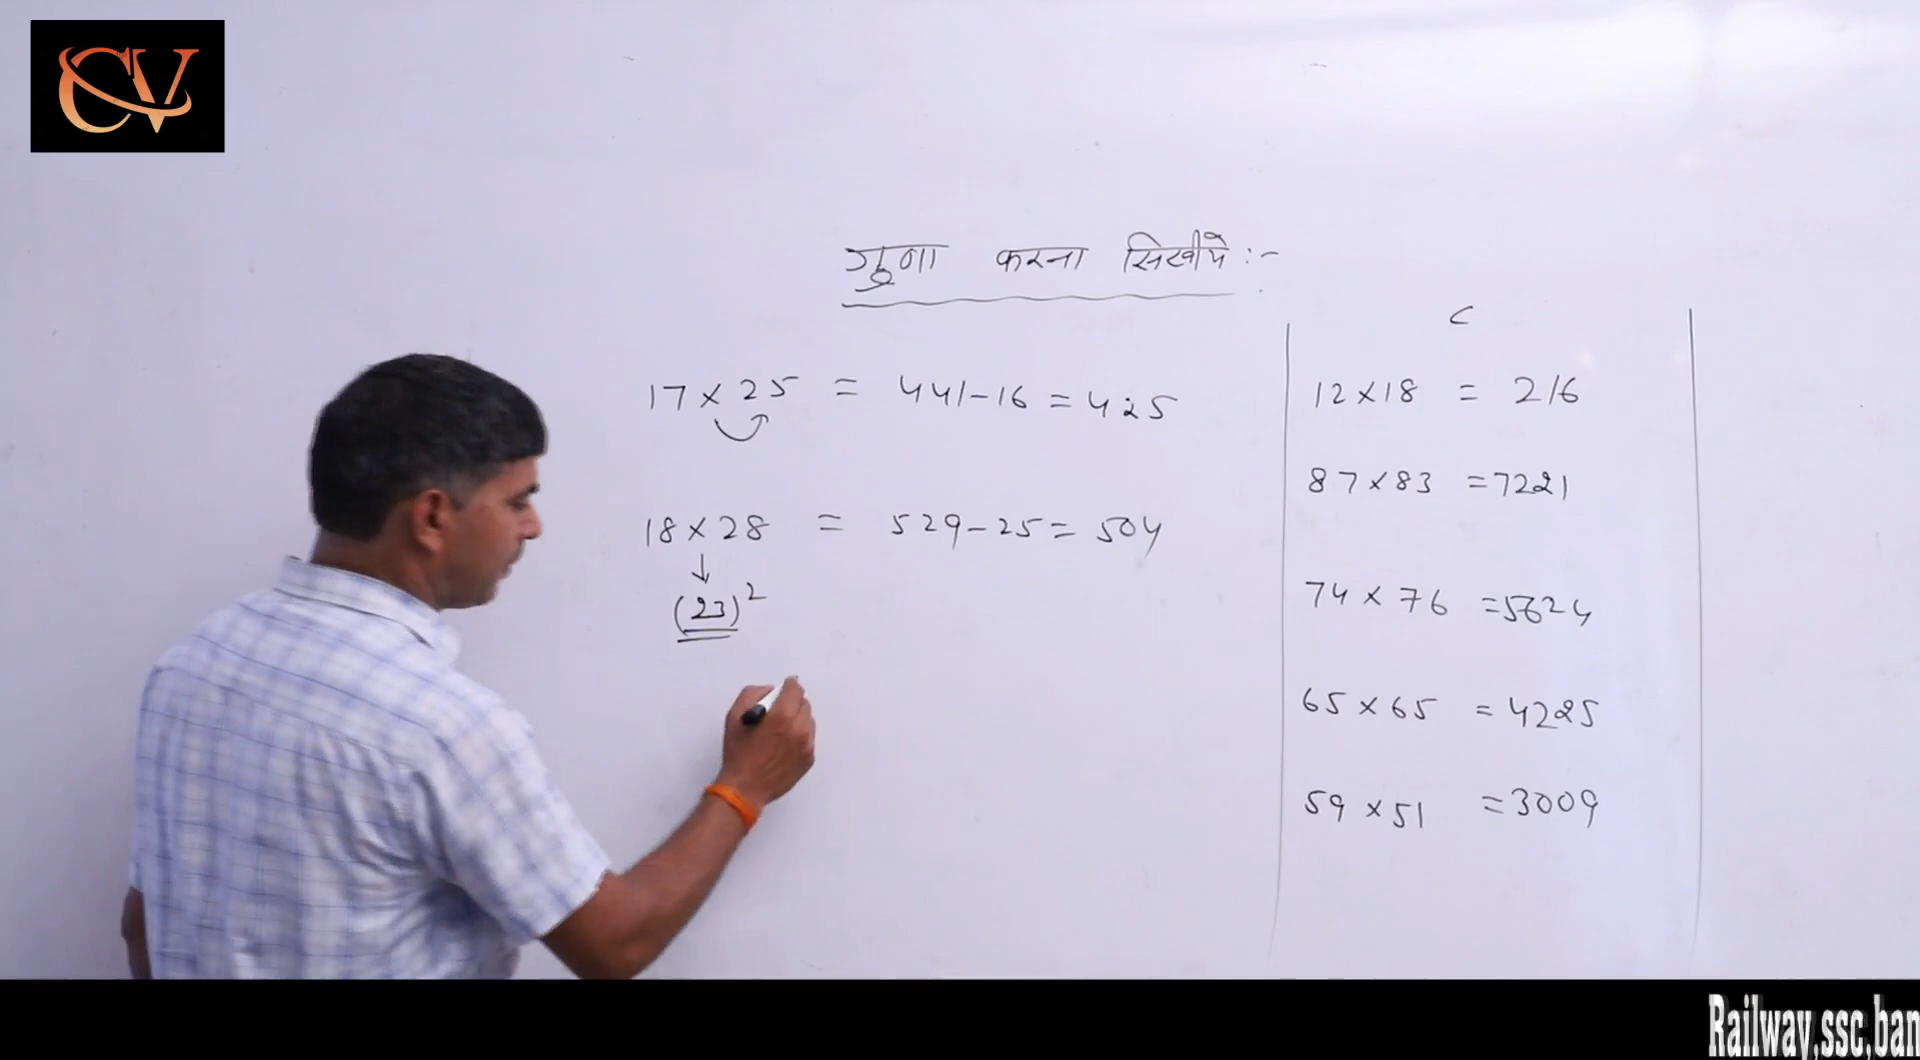 CV
गुणा करना सिखीये :-
17 × 25 = 441 - 16 = 425
18 × 28 = 529 - 25 = 504
↓
(23)²
c
12 × 18 = 216
87 × 83 = 7221
74 × 76 = 5624
65 × 65 = 4225
59 × 51 = 3009
Railway,ssc,ban